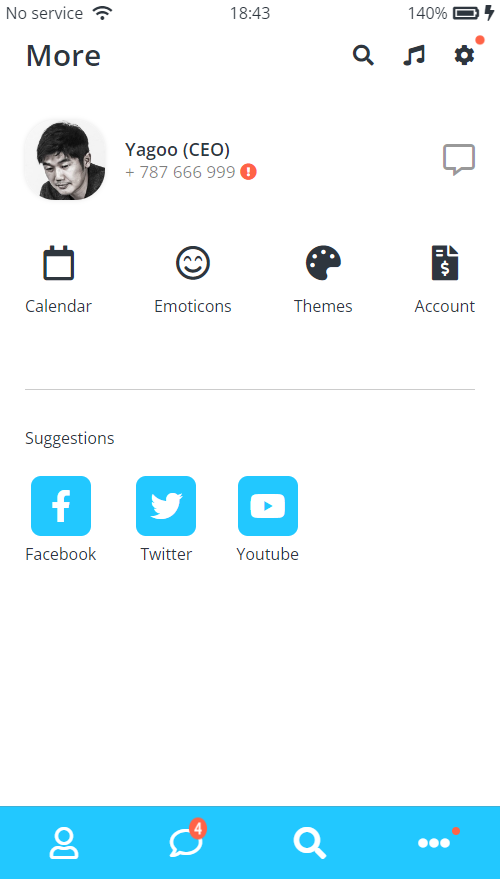 No service 18:43 140%
More
Yagoo (CEO)
+ 787 666 999
Calendar Emoticons Themes Account
Suggestions
Facebook Twitter Youtube
4